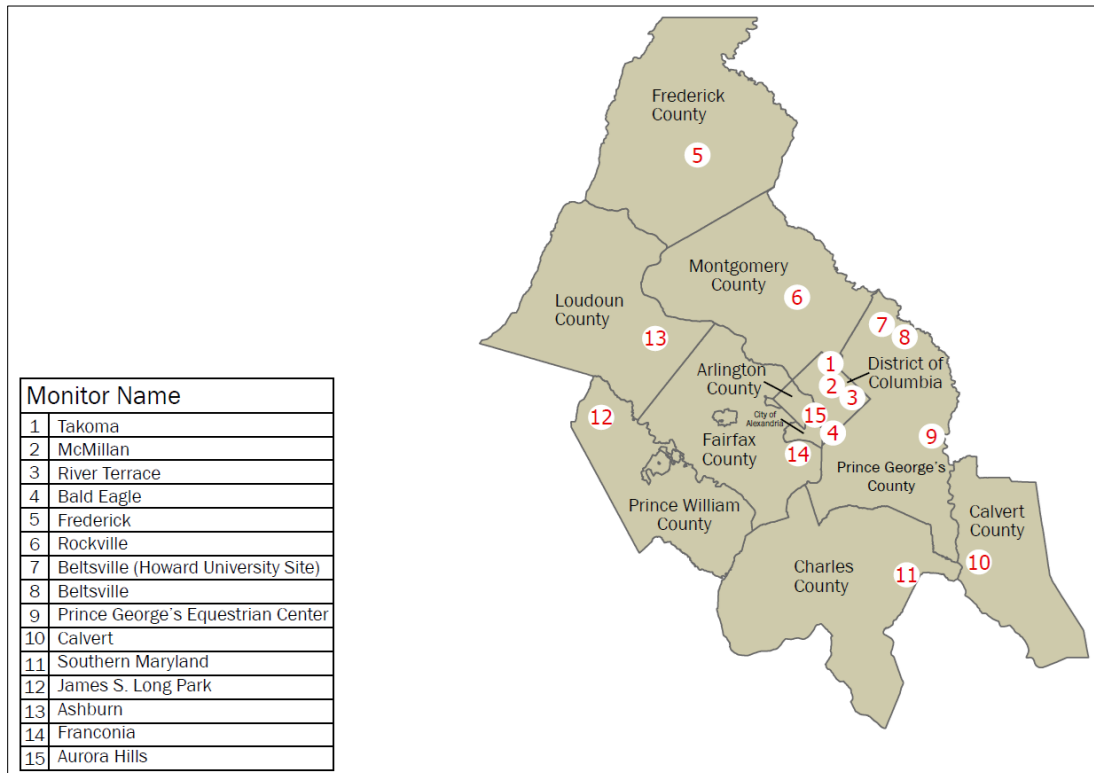 Frederick
County
5
Montgomery
County
6
Loudoun
County
13
7
8
1
District of
Columbia
2
3
Arlington
County
15
City of
Alexandria
4
12
9
Fairfax
County
14
Prince George's
County
Prince William
County
Calvert
County
10
Charles
County
11
Monitor Name
1 Takoma
2 McMillan
3 River Terrace
4 Bald Eagle
5 Frederick
6 Rockville
7 Beltsville (Howard University Site)
8 Beltsville
9 Prince George's Equestrian Center
10 Calvert
11 Southern Maryland
12 James S. Long Park
13 Ashburn
14 Franconia
15 Aurora Hills